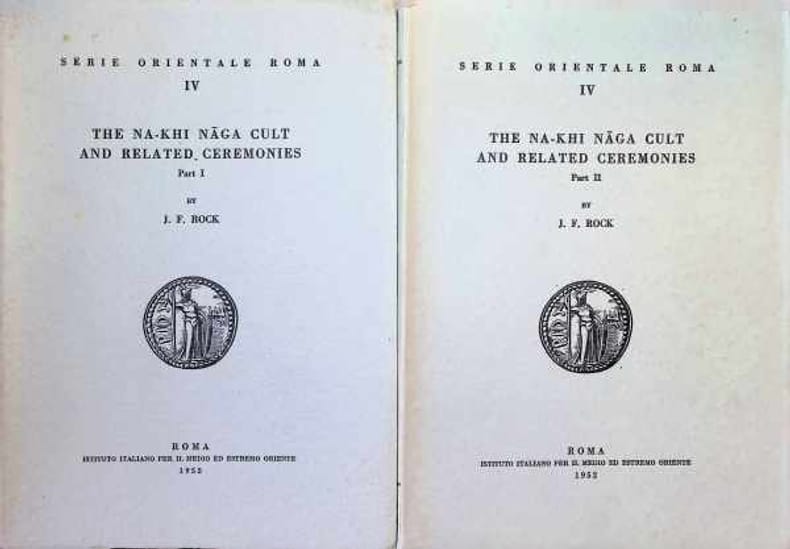 SERIE ORIENTALE ROMA
IV
THE NA-KHI NĀGA CULT
AND RELATED CEREMONIES
Part I
BY
J. F. ROCK
ROMA
ISTITUTO ITALIANO PER IL MEDIO ED ESTREMO ORIENTE
1952
SERIE ORIENTALE ROMA
IV
THE NA-KHI NĀGA CULT
AND RELATED CEREMONIES
Part II
BY
J. F. ROCK
ROMA
ISTITUTO ITALIANO PER IL MEDIO ED ESTREMO ORIENTE
1952